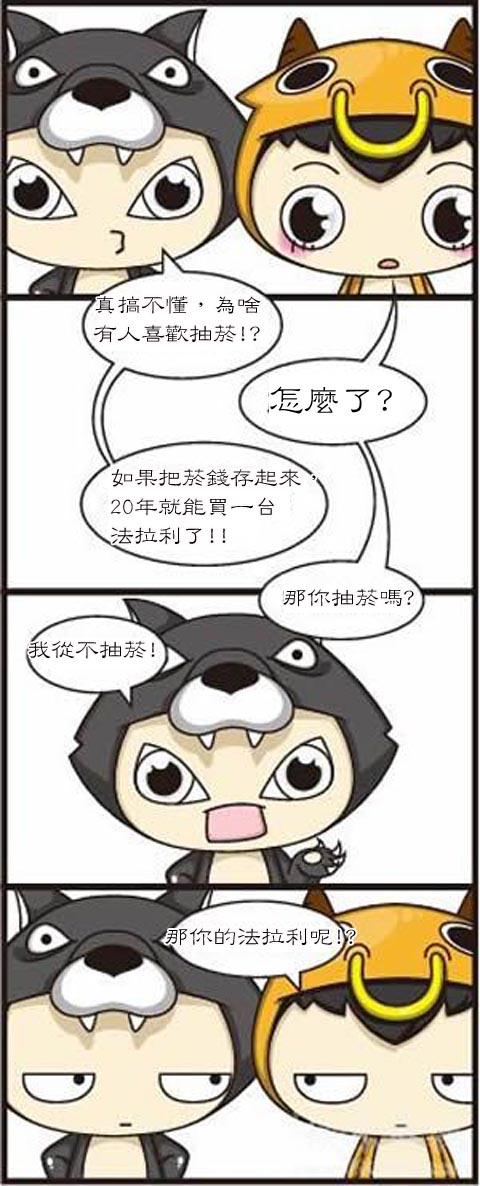 真搞不懂，為啥
有人喜歡抽菸!?
怎麼了?
如果把菸錢存起來，
20年就能買一台
法拉利了!!
那你抽菸嗎?
我從不抽菸!
那你的法拉利呢!?